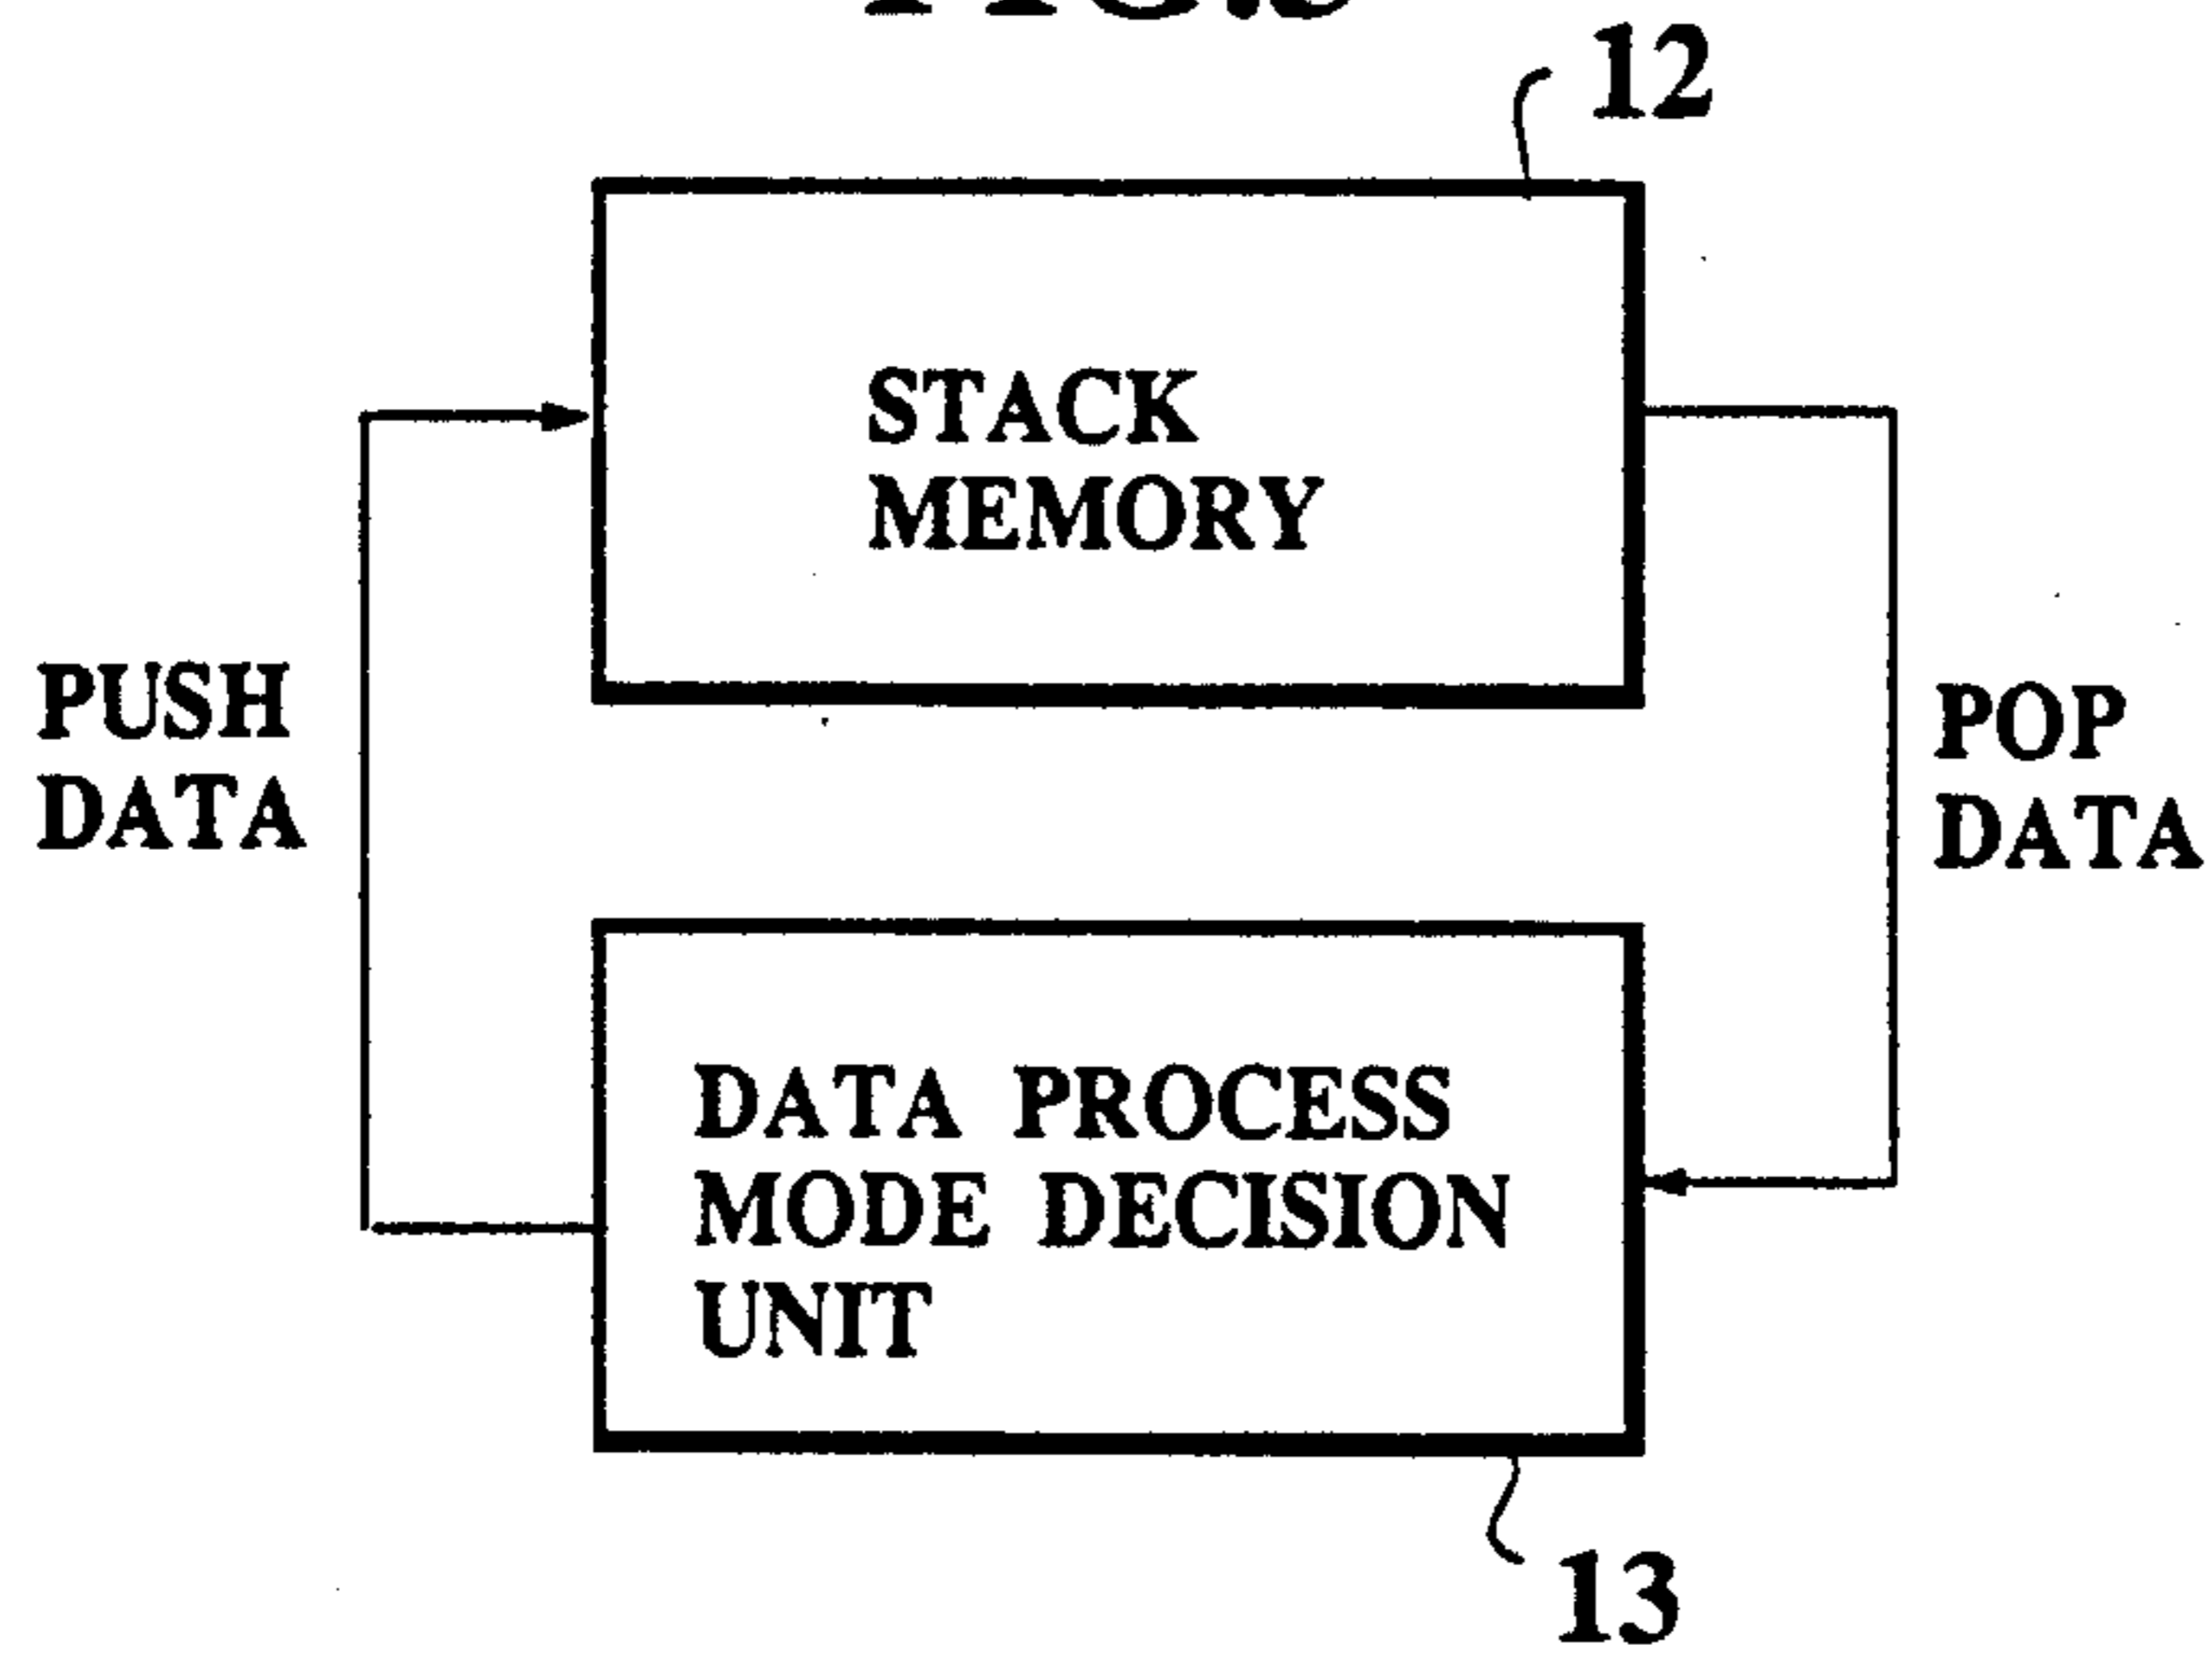 12
STACK
MEMORY
PUSH
DATA
POP
DATA
DATA PROCESS
MODE DECISION
UNIT
13